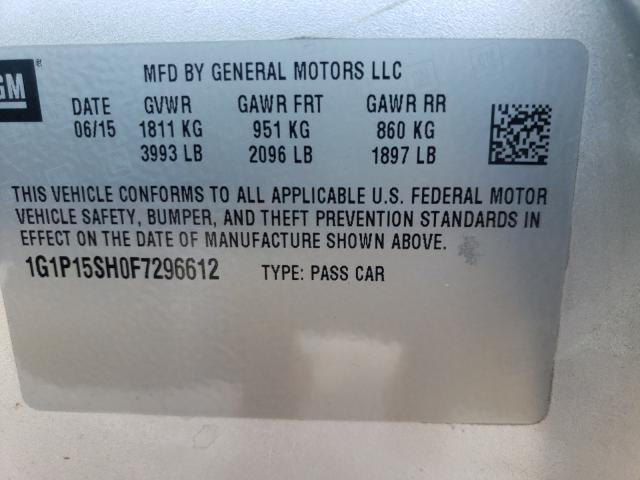 GM ®
MFD BY GENERAL MOTORS LLC
DATE GVWR GAWR FRT GAWR RR
06/15 1811 KG 951 KG 860 KG
3993 LB 2096 LB 1897 LB
THIS VEHICLE CONFORMS TO ALL APPLICABLE U.S. FEDERAL MOTOR
VEHICLE SAFETY, BUMPER, AND THEFT PREVENTION STANDARDS IN
EFFECT ON THE DATE OF MANUFACTURE SHOWN ABOVE.
1G1P15SH0F7296612 TYPE: PASS CAR